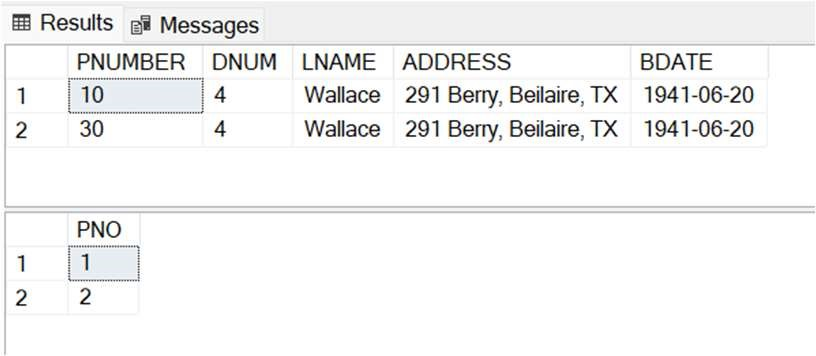 Results Messages
PNUMBER DNUM LNAME ADDRESS BDATE
1 10 4 Wallace 291 Berry, Beilaire, TX 1941-06-20
2 30 4 Wallace 291 Berry, Beilaire, TX 1941-06-20
PNO
1 1
2 2